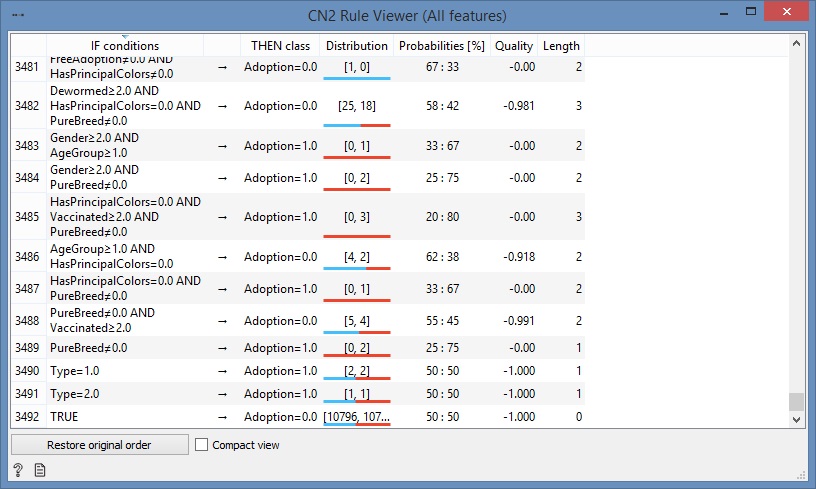 CN2 Rule Viewer (All features)
IF conditions THEN class Distribution Probabilities [%] Quality Length
3481 FreeAdoption≠0.0 AND
HasPrincipalColors≠0.0 → Adoption=0.0 [1, 0] 67 : 33 -0.00 2
3482 Dewormed≥2.0 AND
HasPrincipalColors=0.0 AND
PureBreed≠0.0 → Adoption=0.0 [25, 18] 58 : 42 -0.981 3
3483 Gender≥2.0 AND
AgeGroup≥1.0 → Adoption=1.0 [0, 1] 33 : 67 -0.00 2
3484 Gender≥2.0 AND
PureBreed≠0.0 → Adoption=1.0 [0, 2] 25 : 75 -0.00 2
3485 HasPrincipalColors=0.0 AND
Vaccinated≥2.0 AND
PureBreed≠0.0 → Adoption=1.0 [0, 3] 20 : 80 -0.00 3
3486 AgeGroup≥1.0 AND
HasPrincipalColors=0.0 → Adoption=0.0 [4, 2] 62 : 38 -0.918 2
3487 HasPrincipalColors=0.0 AND
PureBreed≠0.0 → Adoption=1.0 [0, 1] 33 : 67 -0.00 2
3488 PureBreed≠0.0 AND
Vaccinated≥2.0 → Adoption=0.0 [5, 4] 55 : 45 -0.991 2
3489 PureBreed≠0.0 → Adoption=1.0 [0, 2] 25 : 75 -0.00 1
3490 Type=1.0 → Adoption=1.0 [2, 2] 50 : 50 -1.000 1
3491 Type=2.0 → Adoption=1.0 [1, 1] 50 : 50 -1.000 1
3492 TRUE → Adoption=0.0 [10796, 107... 50 : 50 -1.000 0
Restore original order Compact view
?